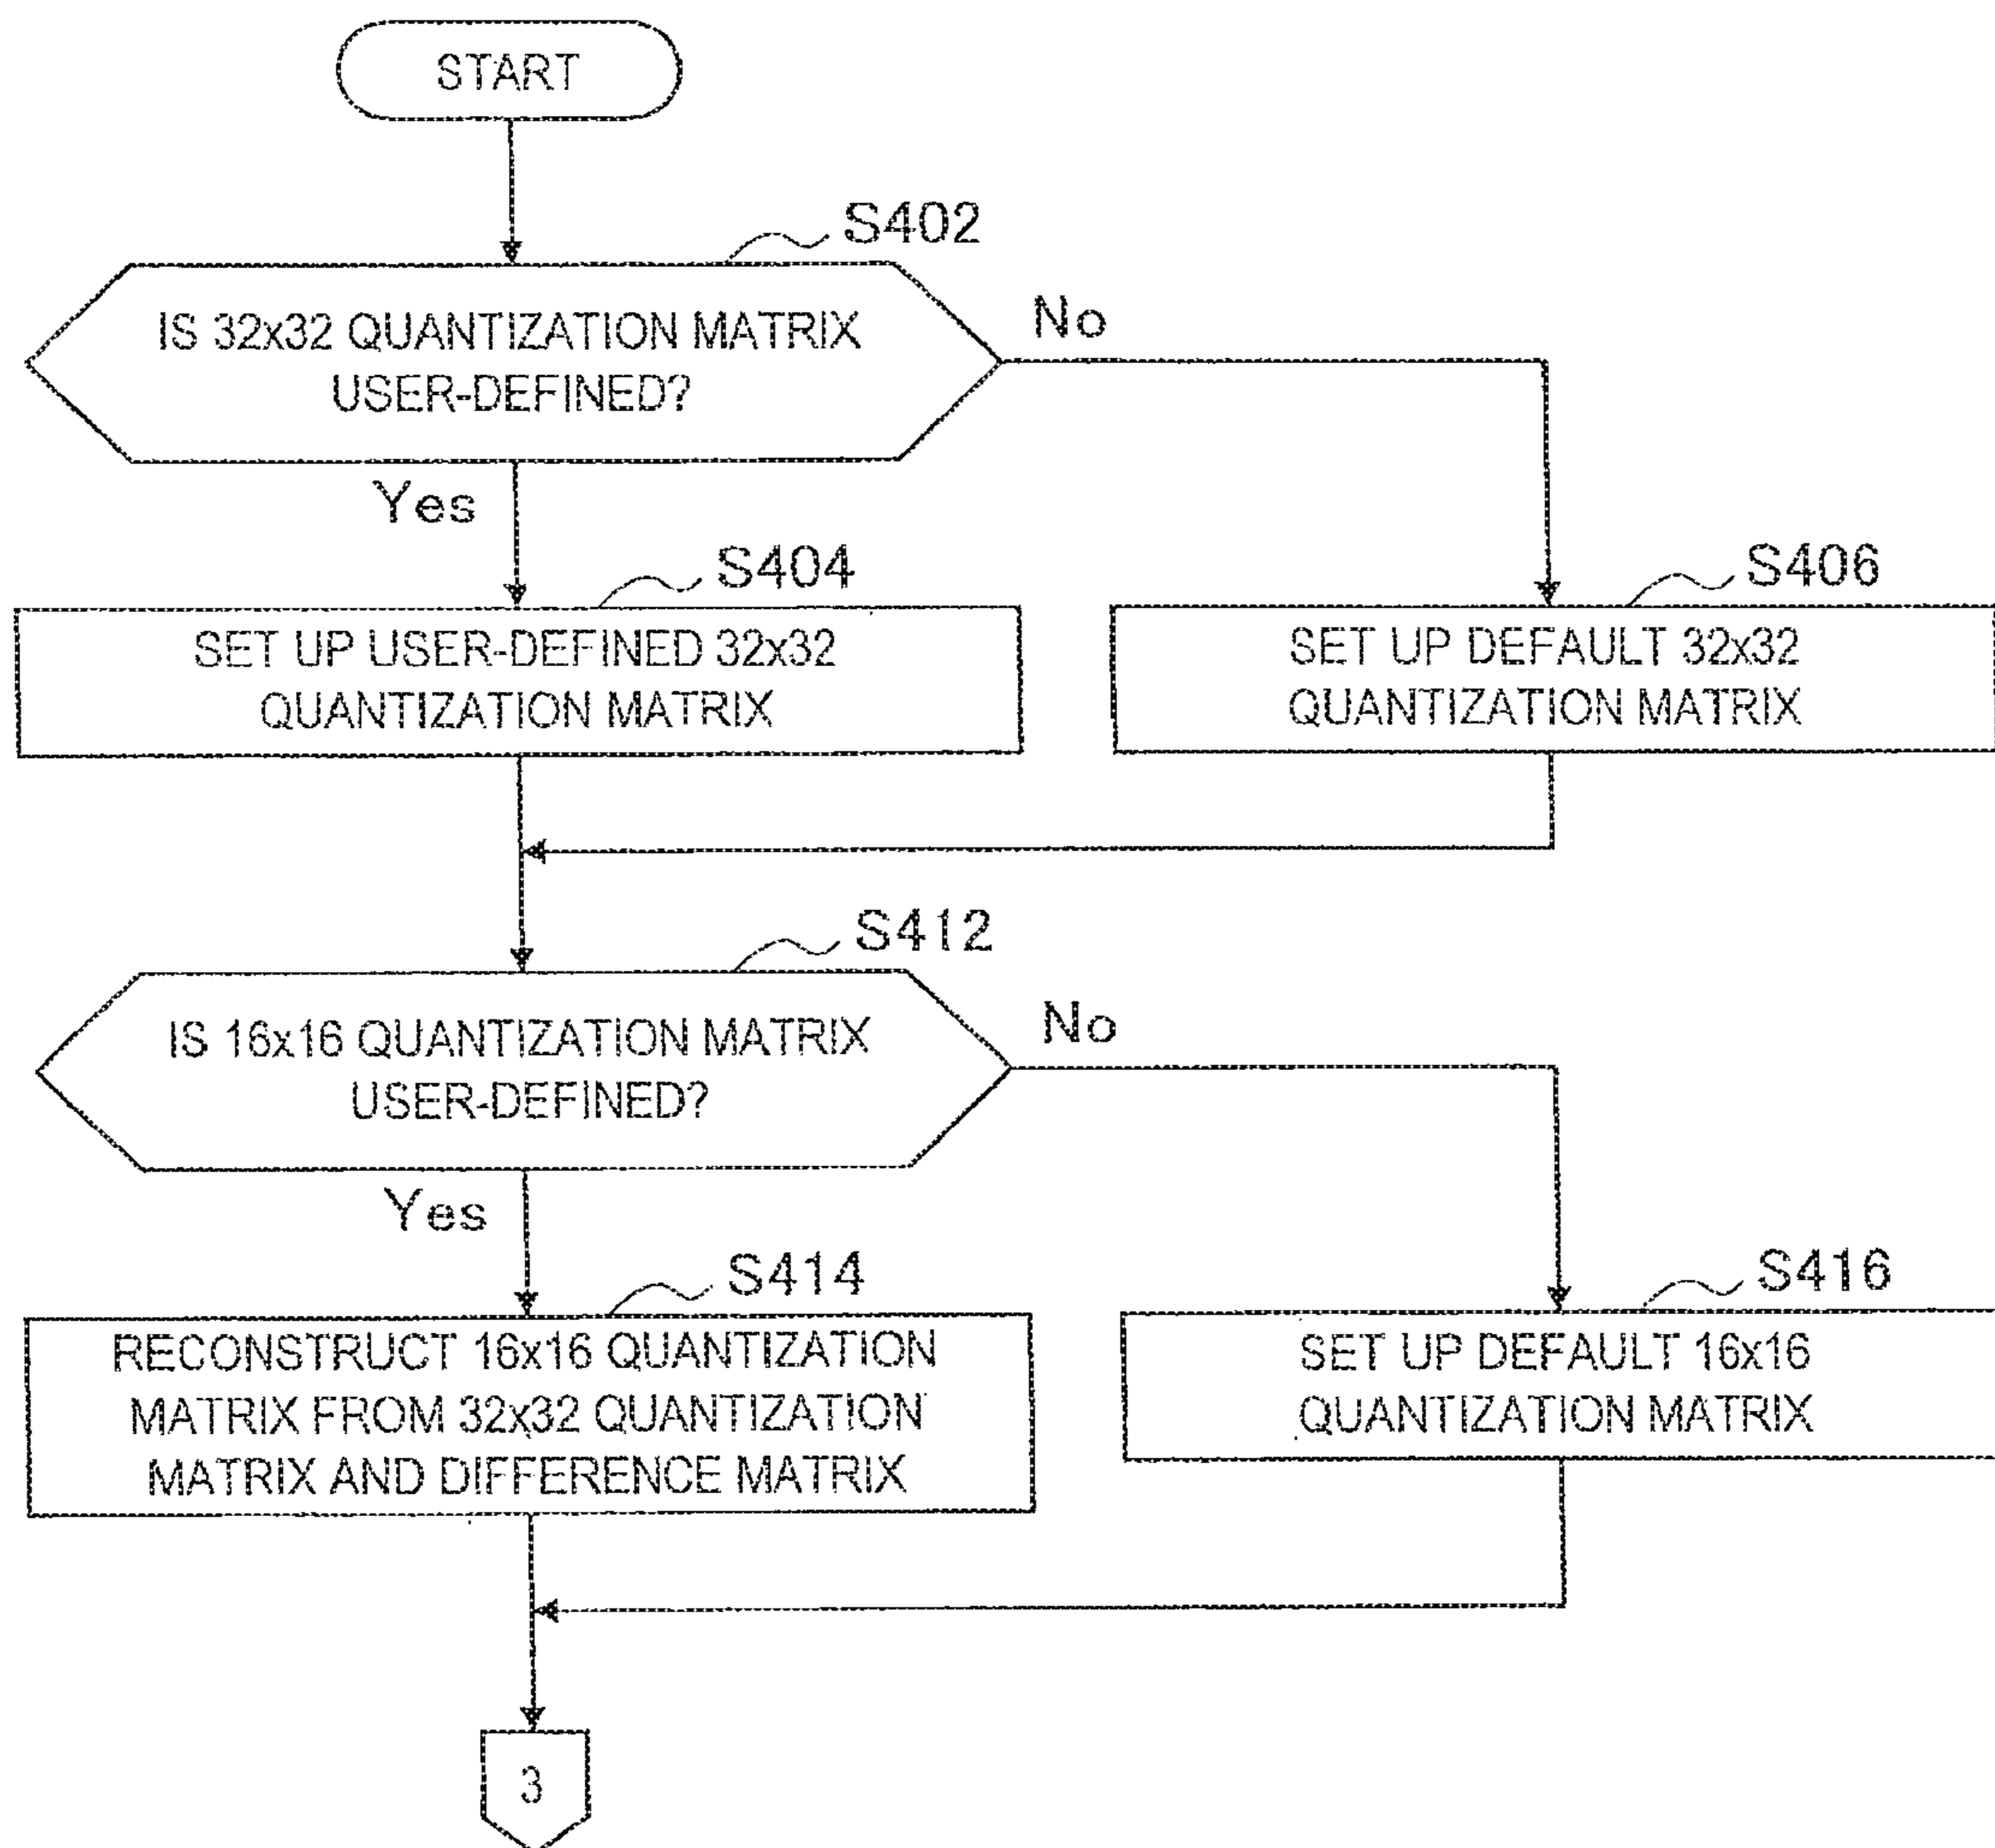 START
S402
IS 32x32 QUANTIZATION MATRIX
USER-DEFINED?
No
Yes
S404
S406
SET UP USER-DEFINED 32x32
QUANTIZATION MATRIX
SET UP DEFAULT 32x32
QUANTIZATION MATRIX
S412
IS 16x16 QUANTIZATION MATRIX
USER-DEFINED?
No
Yes
S414
S416
RECONSTRUCT 16x16 QUANTIZATION
MATRIX FROM 32x32 QUANTIZATION
MATRIX AND DIFFERENCE MATRIX
SET UP DEFAULT 16x16
QUANTIZATION MATRIX
3